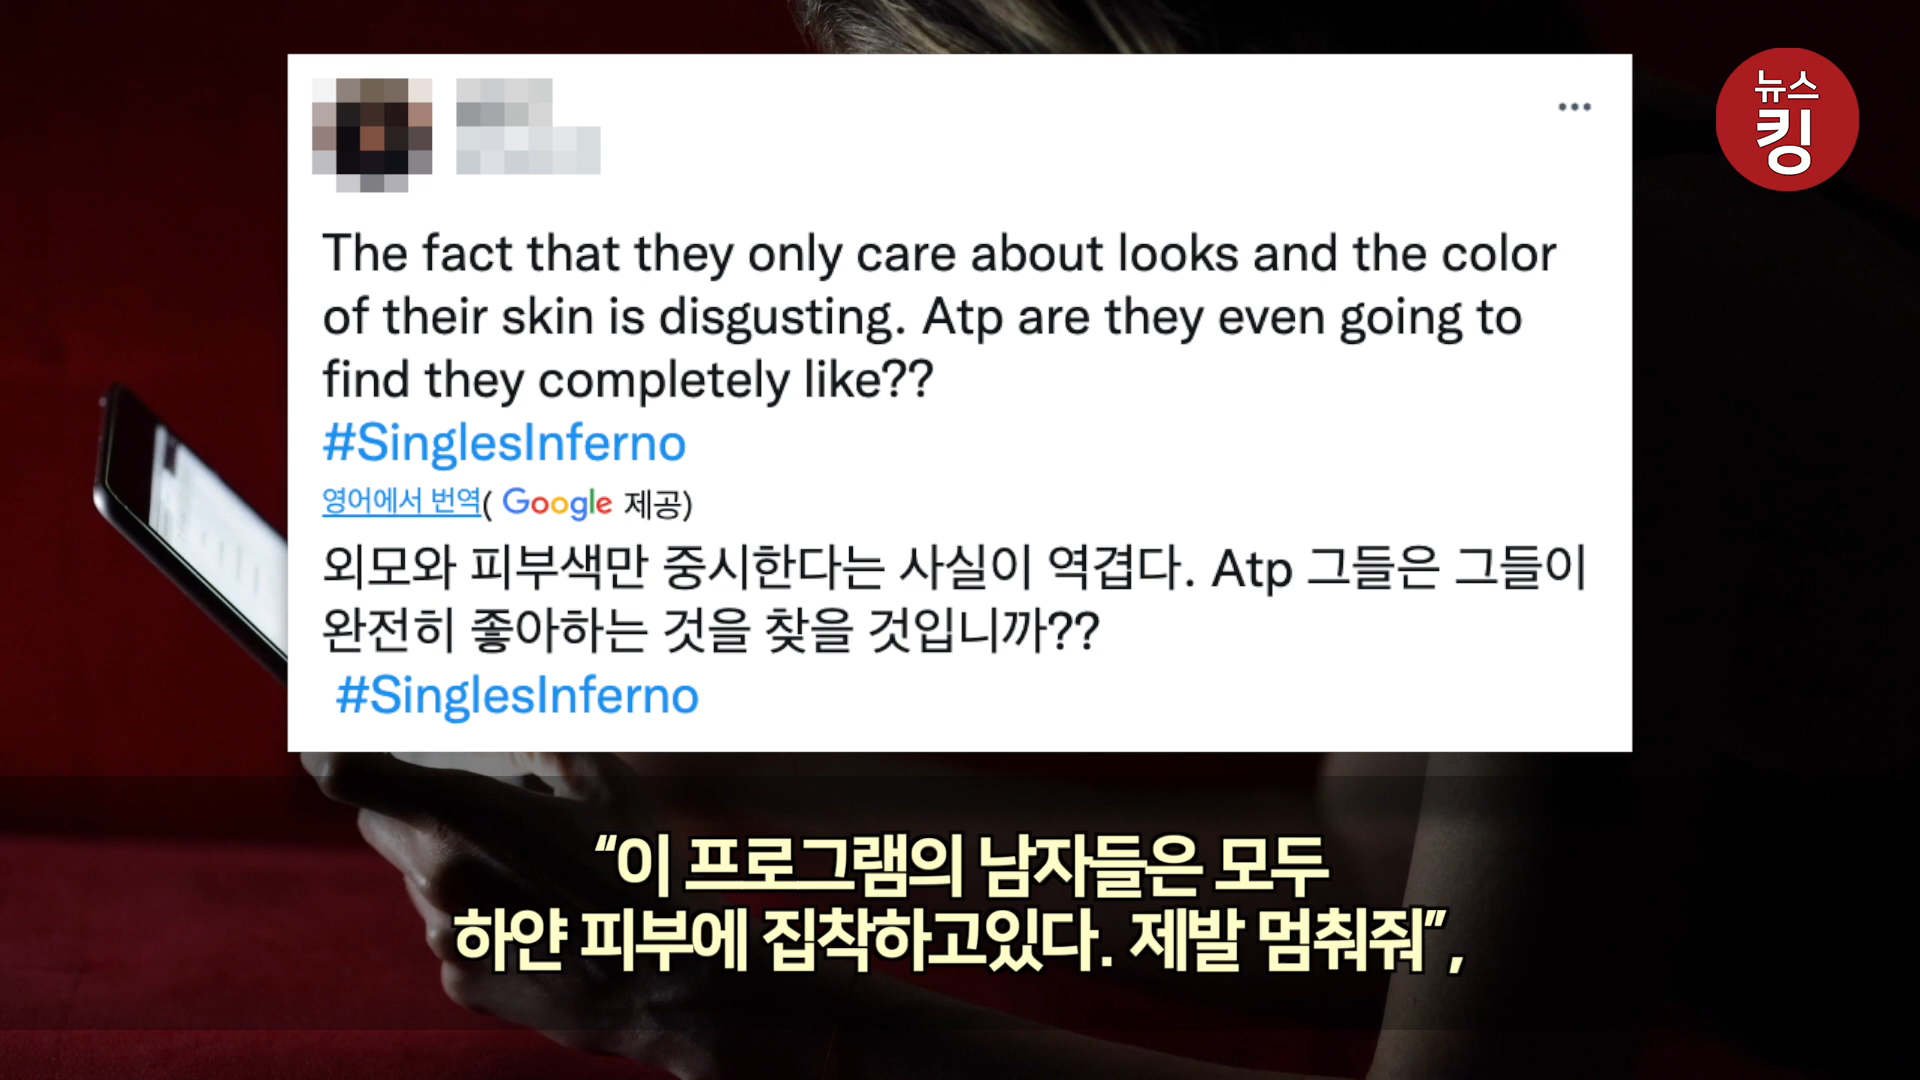 뉴스
킹
The fact that they only care about looks and the color
of their skin is disgusting. Atp are they even going to
find they completely like??
#SinglesInferno
영어에서 번역( Google 제공)
외모와 피부색만 중시한다는 사실이 역겹다. Atp 그들은 그들이
완전히 좋아하는 것을 찾을 것입니까??
#SinglesInferno
“이 프로그램의 남자들은 모두
하얀 피부에 집착하고있다. 제발 멈춰줘”,